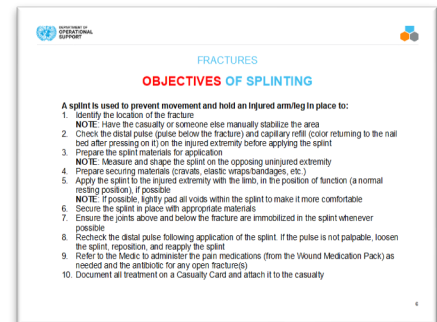 DEPARTMENT OF
OPERATIONAL
SUPPORT
FRACTURES
OBJECTIVES OF SPLINTING
A splint is used to prevent movement and hold an injured arm/leg in place to:
1. Identify the location of the fracture
NOTE: Have the casualty or someone else manually stabilize the area
2. Check the distal pulse (pulse below the fracture) and capillary refill (color returning to the nail
bed after pressing on it) on the injured extremity before applying the splint
3. Prepare the splint materials for application
NOTE: Measure and shape the splint on the opposing uninjured extremity
4. Prepare securing materials (cravats, elastic wraps/bandages, etc.)
5. Apply the splint to the injured extremity with the limb, in the position of function (a normal
resting position), if possible
NOTE: If possible, lightly pad all voids within the splint to make it more comfortable
6. Secure the splint in place with appropriate materials
7. Ensure the joints above and below the fracture are immobilized in the splint whenever
possible
8. Recheck the distal pulse following application of the splint. If the pulse is not palpable, loosen
the splint, reposition, and reapply the splint
9. Refer to the Medic to administer the pain medications (from the Wound Medication Pack) as
needed and the antibiotic for any open fracture(s)
10. Document all treatment on a Casualty Card and attach it to the casualty